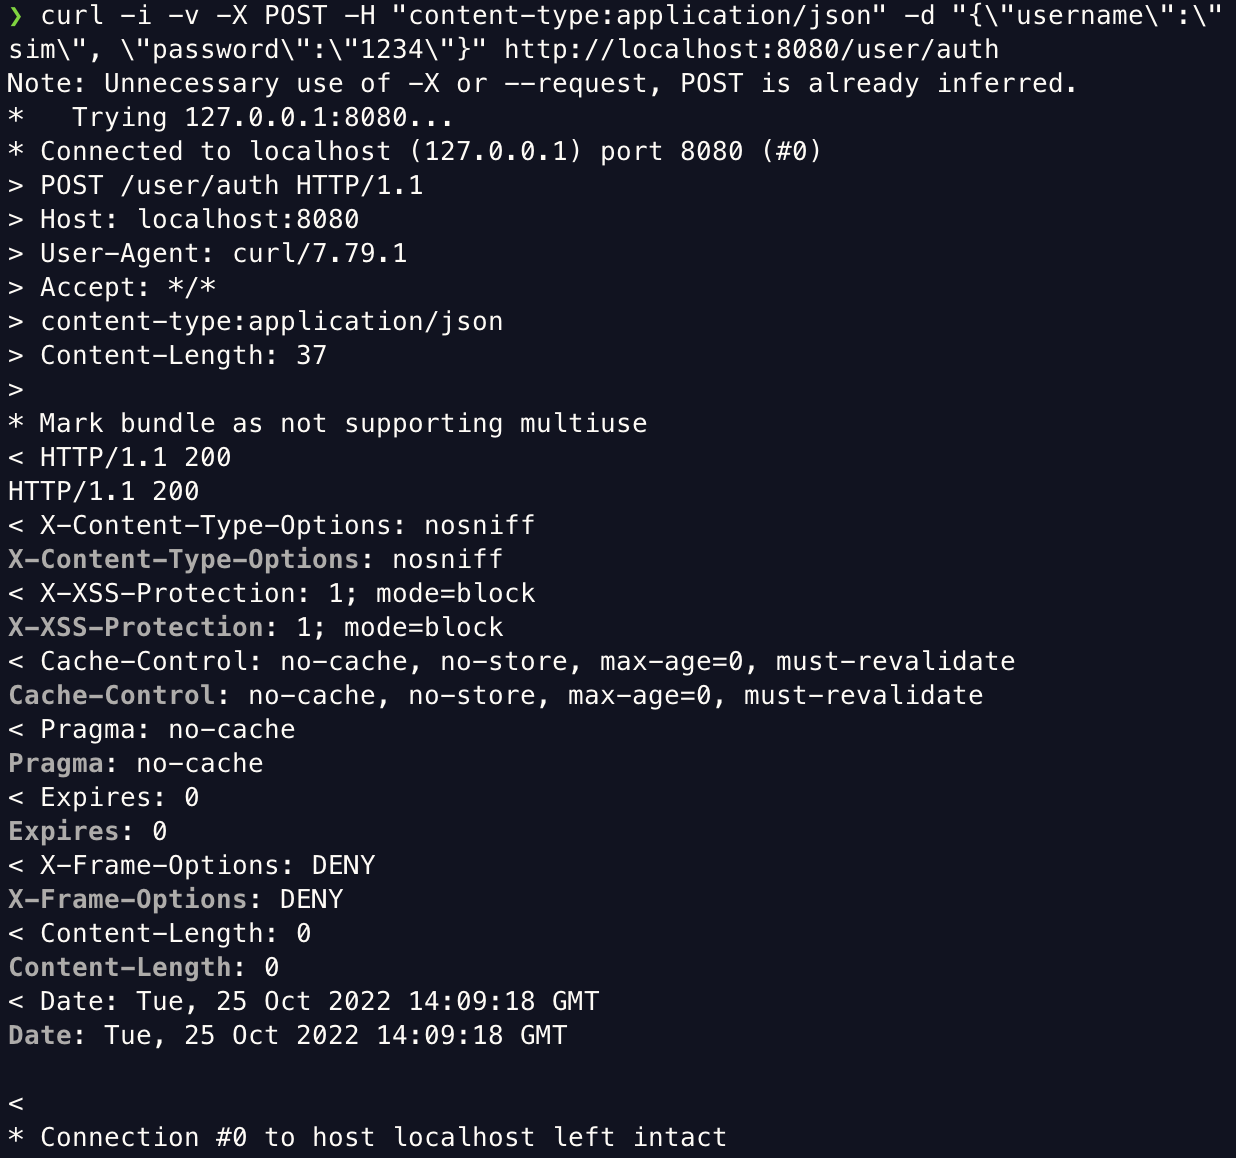 ❯ curl -i -v -X POST -H "content-type:application/json" -d "{\"username\":\"
sim\", \"password\":\"1234\"}" http://localhost:8080/user/auth
Note: Unnecessary use of -X or --request, POST is already inferred.
*   Trying 127.0.0.1:8080...
* Connected to localhost (127.0.0.1) port 8080 (#0)
> POST /user/auth HTTP/1.1
> Host: localhost:8080
> User-Agent: curl/7.79.1
> Accept: */*
> content-type:application/json
> Content-Length: 37
>
* Mark bundle as not supporting multiuse
< HTTP/1.1 200
HTTP/1.1 200
< X-Content-Type-Options: nosniff
X-Content-Type-Options: nosniff
< X-XSS-Protection: 1; mode=block
X-XSS-Protection: 1; mode=block
< Cache-Control: no-cache, no-store, max-age=0, must-revalidate
Cache-Control: no-cache, no-store, max-age=0, must-revalidate
< Pragma: no-cache
Pragma: no-cache
< Expires: 0
Expires: 0
< X-Frame-Options: DENY
X-Frame-Options: DENY
< Content-Length: 0
Content-Length: 0
< Date: Tue, 25 Oct 2022 14:09:18 GMT
Date: Tue, 25 Oct 2022 14:09:18 GMT

<
* Connection #0 to host localhost left intact